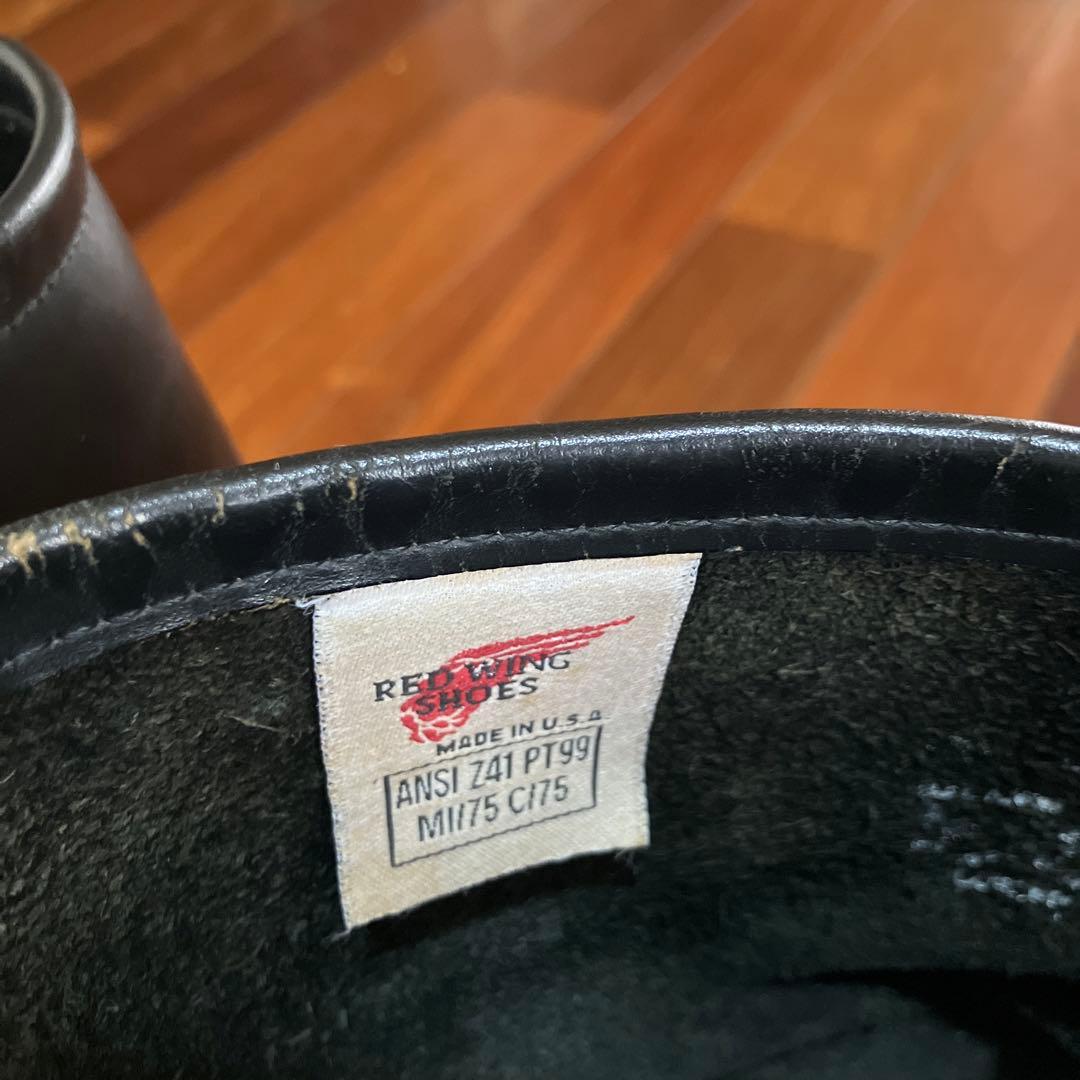 RED WING
SHOES
MADE IN U.S.A
ANSI Z41 PT99
MI/75 C/75